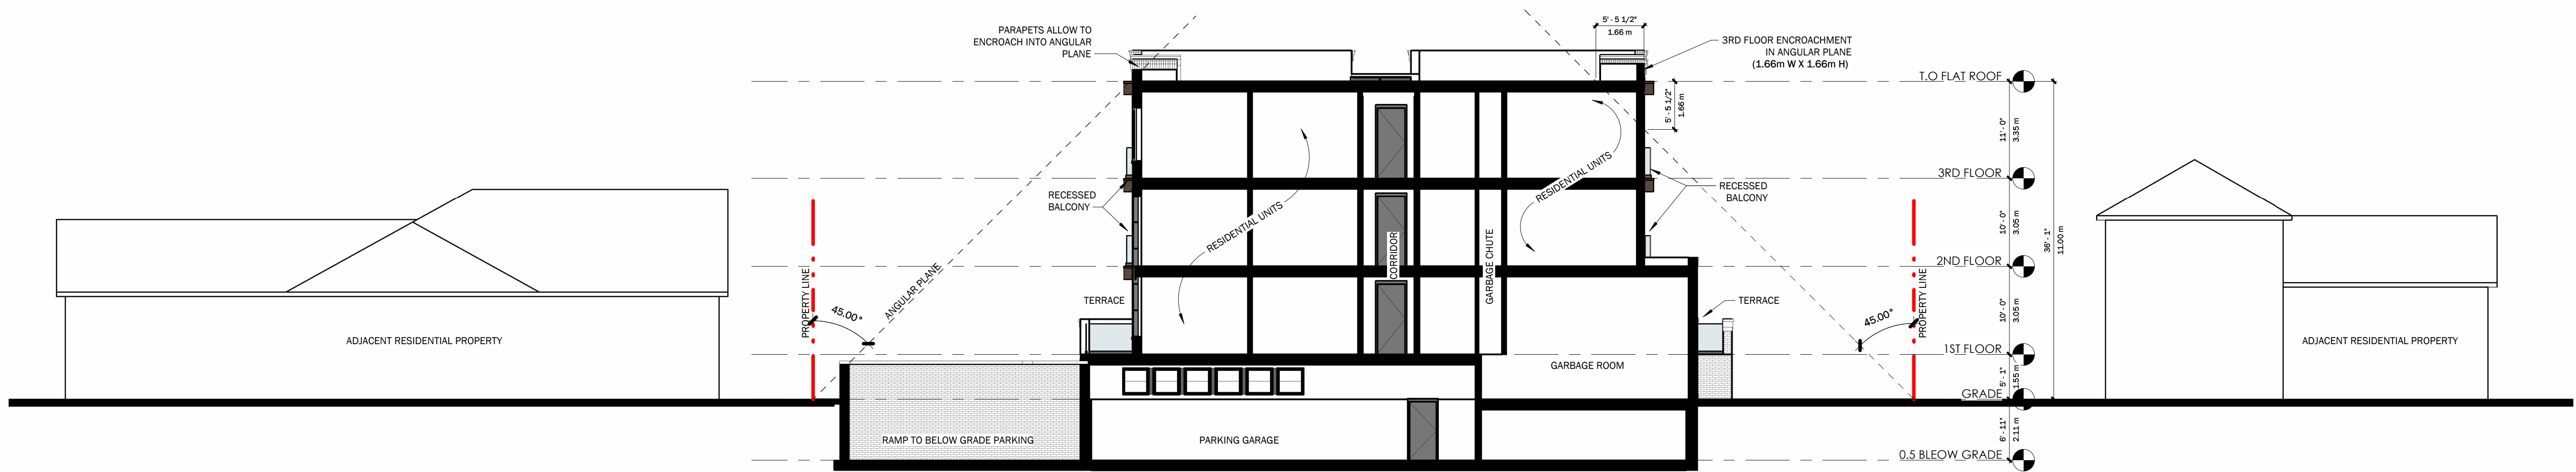 PARAPETS ALLOW TO
ENCROACH INTO ANGULAR
PLANE
5' - 5 1/2"
1.66 m
3RD FLOOR ENCROACHMENT
IN ANGULAR PLANE
(1.66m W X 1.66m H)
T.O FLAT ROOF
5' - 5 1/2"
1.66 m
11' - 0"
3.35 m
RESIDENTIAL UNITS
3RD FLOOR
RECESSED
BALCONY
RECESSED
BALCONY
RESIDENTIAL UNITS
10' - 0"
3.05 m
36' - 1"
11.00 m
CORRIDOR
GARBAGE CHUTE
2ND FLOOR
ANGULAR PLANE
PROPERTY LINE
45.00°
TERRACE
TERRACE
45.00°
PROPERTY LINE
10' - 0"
3.05 m
ADJACENT RESIDENTIAL PROPERTY
1ST FLOOR
ADJACENT RESIDENTIAL PROPERTY
GARBAGE ROOM
5' - 1"
1.55 m
GRADE
RAMP TO BELOW GRADE PARKING
PARKING GARAGE
6' - 11"
2.11 m
0.5 BLEOW GRADE